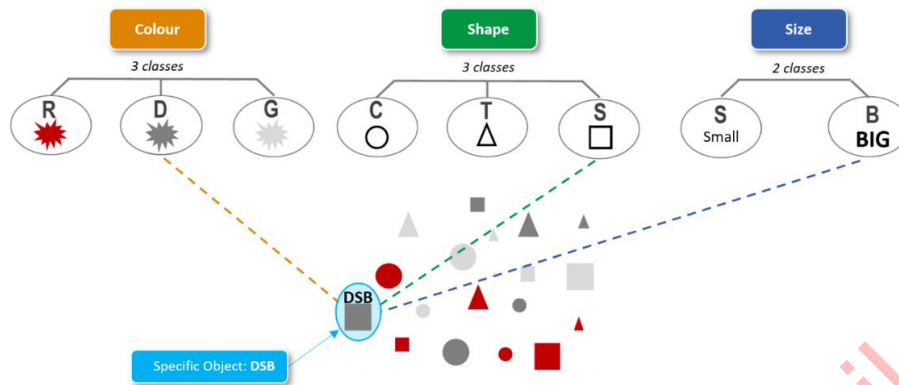 Colour
Shape
Size
3 classes
3 classes
2 classes
R
D
G
C
T
S
S
Small
B
BIG
DSB
Specific Object: DSB